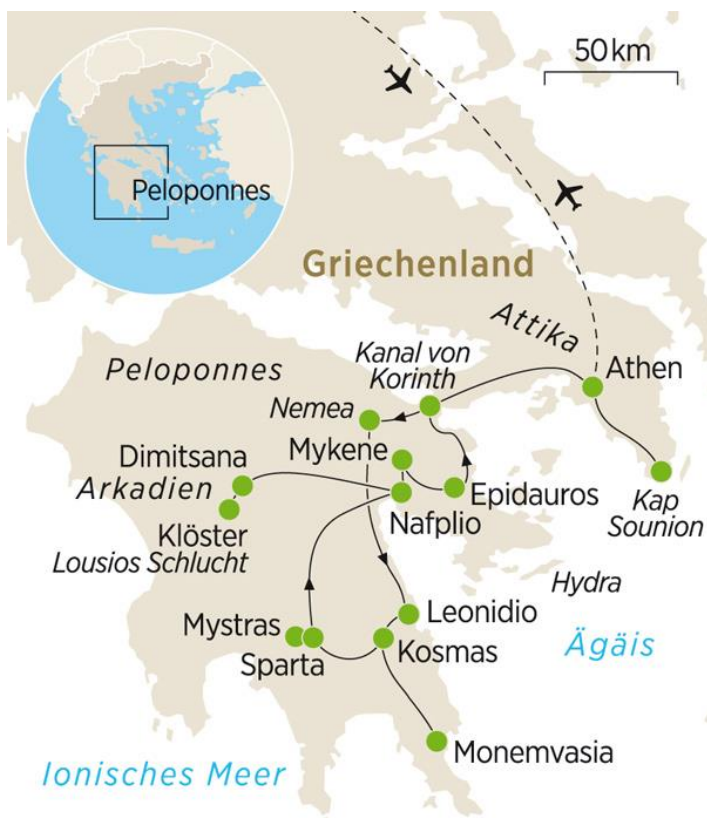 50 km
Peloponnes
Griechenland
Attika
Kanal von
Korinth
Peloponnes
Athen
Nemea
Mykene
Dimitsana
Arkadien
Epidauros
Nafplio
Kap
Sounion
Klöster
Lousios Schlucht
Hydra
Leonidio
Mystras
Sparta
Kosmas
Ägäis
Monemvasia
Ionisches Meer